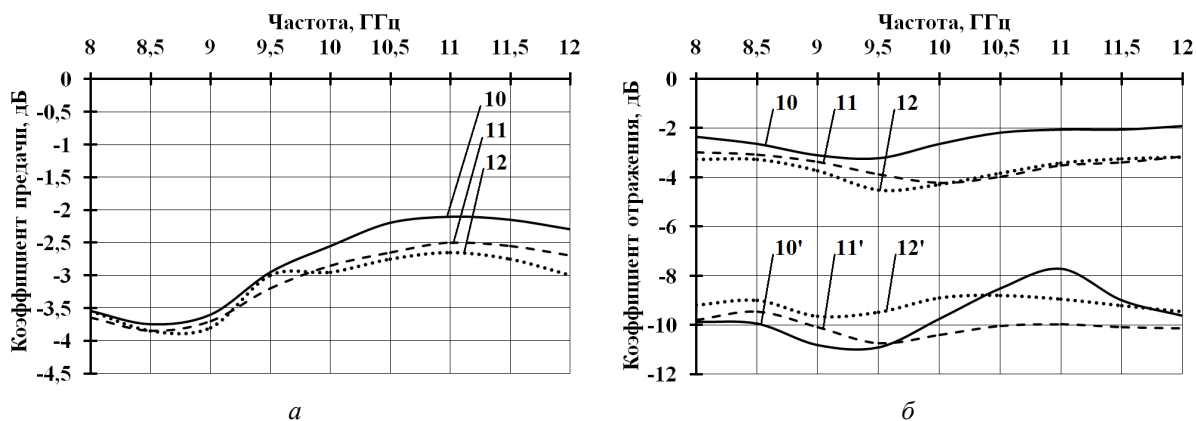 Частота, ГГц
8 8,5 9 9,5 10 10,5 11 11,5 12
Коэффициент предачи, дБ
0
-0,5
-1
-1,5
-2
-2,5
-3
-3,5
-4
-4,5
10
11
12
а
Частота, ГГц
8 8,5 9 9,5 10 10,5 11 11,5 12
Коэффициент отражения, дБ
0
-2
-4
-6
-8
-10
-12
10 11 12
10' 11' 12'
б